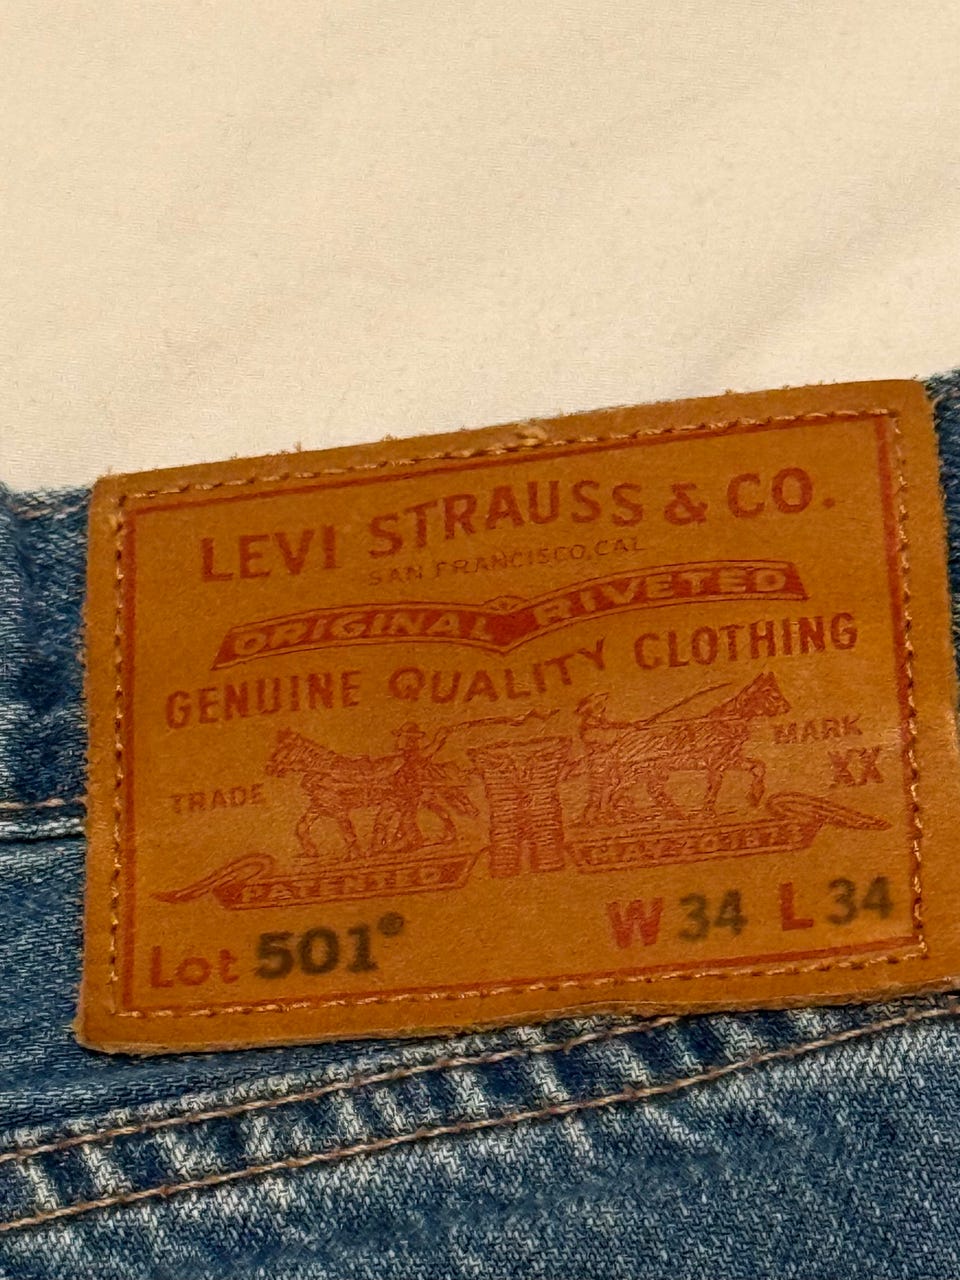 LEVI STRAUSS & CO.
SAN FRANCISCO, CAL
ORIGINAL RIVETED
GENUINE QUALITY CLOTHING
TRADE MARK
XX
PATENTED MAY 20 1873
Lot 501® W 34 L 34